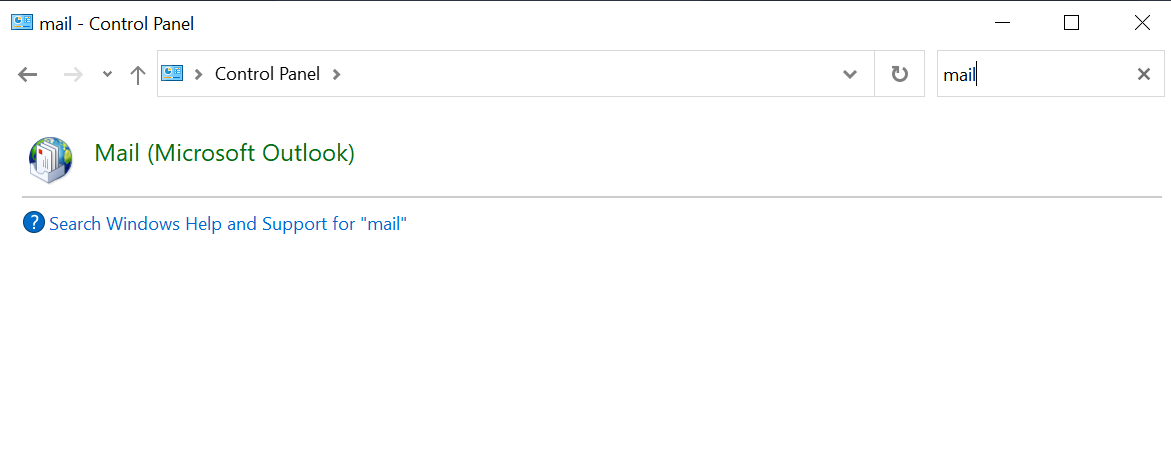 mail - Control Panel
Control Panel
mail
Mail (Microsoft Outlook)
? Search Windows Help and Support for "mail"